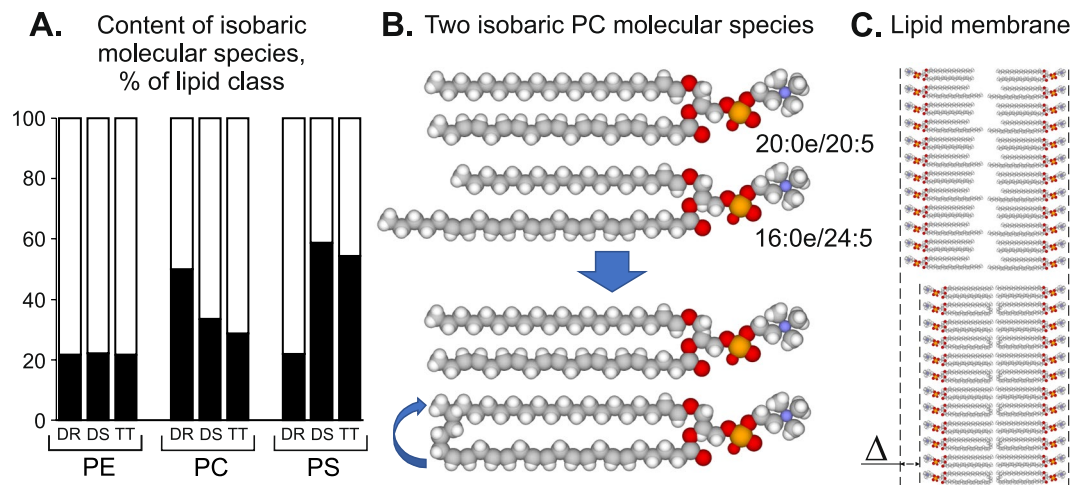 A. Content of isobaric
molecular species,
% of lipid class
100
80
60
40
20
0
DR DS TT DR DS TT DR DS TT
PE PC PS
B. Two isobaric PC molecular species
20:0e/20:5
16:0e/24:5
C. Lipid membrane
Δ